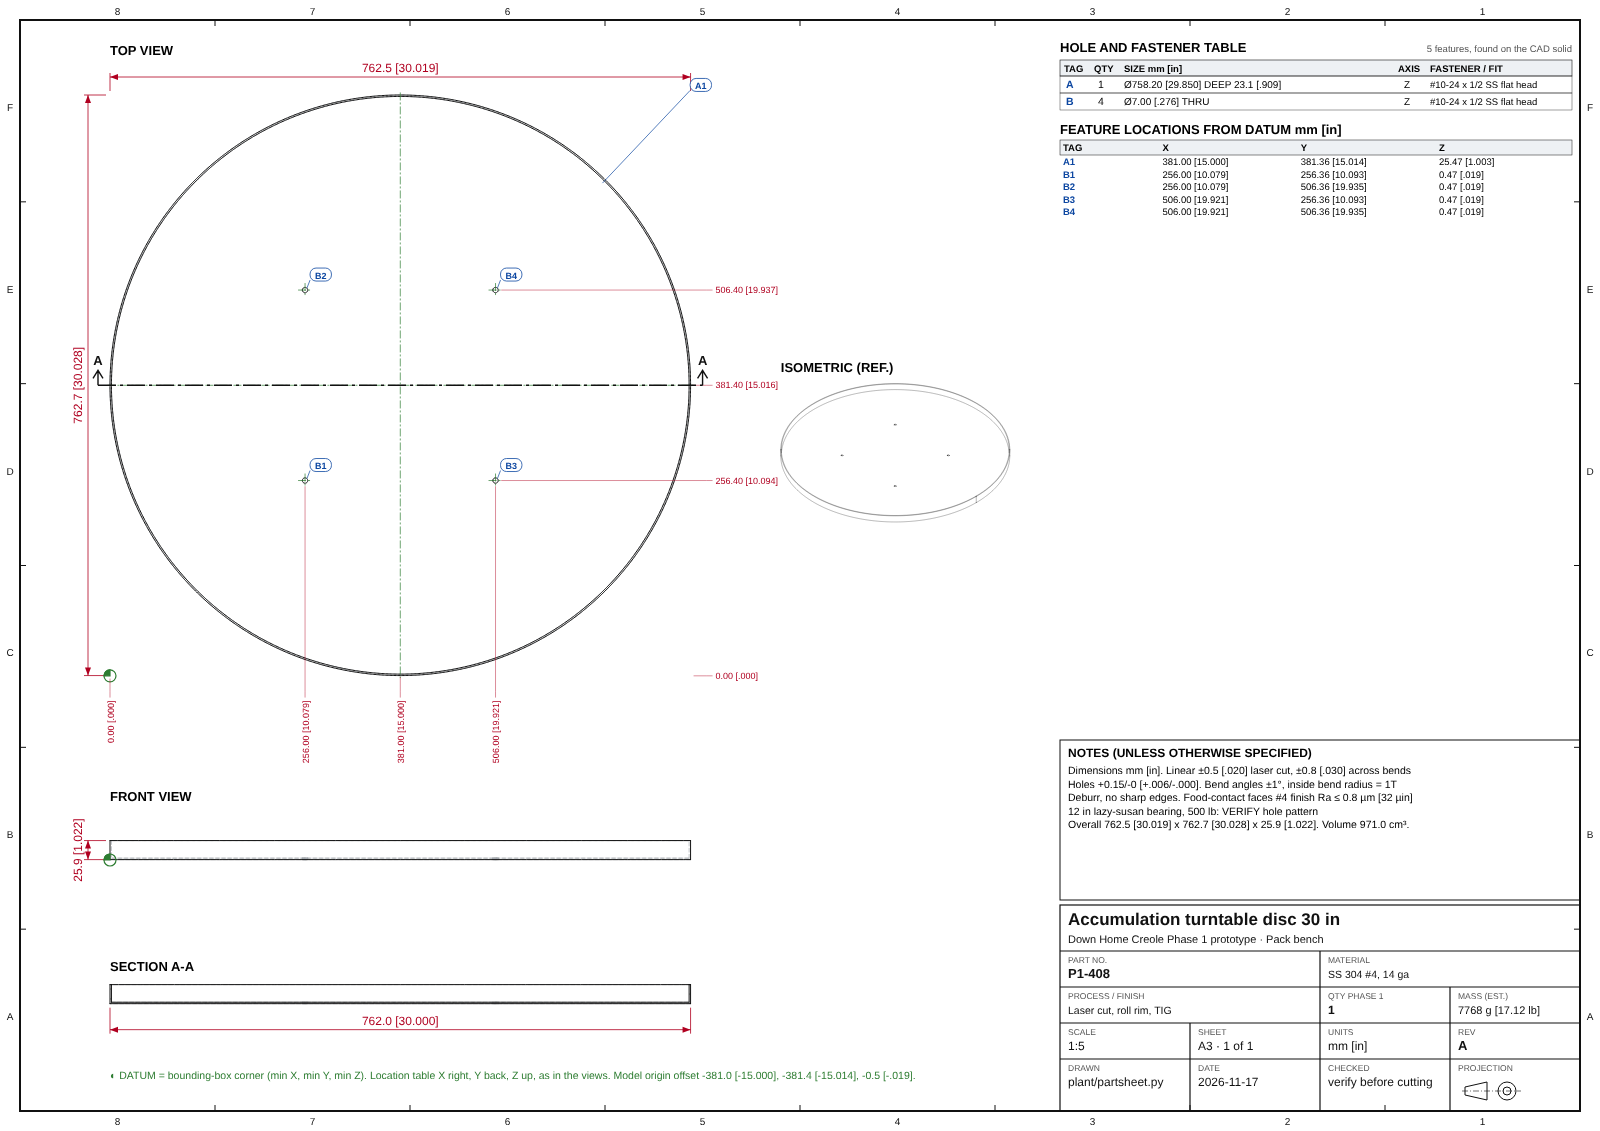 8 7 6 5 4 3 2 1
TOP VIEW
762.5 [30.019]
A1
762.7 [30.028]
B2
B4
506.40 [19.937]
A
A
381.40 [15.016]
B1
B3
256.40 [10.094]
0.00 [.000]
0.00 [.000]
256.00 [10.079]
381.00 [15.000]
506.00 [19.921]
ISOMETRIC (REF.)
FRONT VIEW
25.9 [1.022]
SECTION A-A
762.0 [30.000]
DATUM = bounding-box corner (min X, min Y, min Z). Location table X right, Y back, Z up, as in the views. Model origin offset -381.0 [-15.000], -381.4 [-15.014], -0.5 [-.019].
HOLE AND FASTENER TABLE 5 features, found on the CAD solid
TAG QTY SIZE mm [in] AXIS FASTENER / FIT
A 1 Ø758.20 [29.850] DEEP 23.1 [.909] Z #10-24 x 1/2 SS flat head
B 4 Ø7.00 [.276] THRU Z #10-24 x 1/2 SS flat head
FEATURE LOCATIONS FROM DATUM mm [in]
TAG X Y Z
A1 381.00 [15.000] 381.36 [15.014] 25.47 [1.003]
B1 256.00 [10.079] 256.36 [10.093] 0.47 [.019]
B2 256.00 [10.079] 506.36 [19.935] 0.47 [.019]
B3 506.00 [19.921] 256.36 [10.093] 0.47 [.019]
B4 506.00 [19.921] 506.36 [19.935] 0.47 [.019]
NOTES (UNLESS OTHERWISE SPECIFIED)
Dimensions mm [in]. Linear ±0.5 [.020] laser cut, ±0.8 [.030] across bends
Holes +0.15/-0 [+.006/-.000]. Bend angles ±1°, inside bend radius = 1T
Deburr, no sharp edges. Food-contact faces #4 finish Ra ≤ 0.8 µm [32 µin]
12 in lazy-susan bearing, 500 lb: VERIFY hole pattern
Overall 762.5 [30.019] x 762.7 [30.028] x 25.9 [1.022]. Volume 971.0 cm³.
Accumulation turntable disc 30 in
Down Home Creole Phase 1 prototype · Pack bench
PART NO. MATERIAL
P1-408 SS 304 #4, 14 ga
PROCESS / FINISH QTY PHASE 1 MASS (EST.)
Laser cut, roll rim, TIG 1 7768 g [17.12 lb]
SCALE SHEET UNITS REV
1:5 A3 · 1 of 1 mm [in] A
DRAWN DATE CHECKED PROJECTION
plant/partsheet.py 2026-11-17 verify before cutting
F F
E E
D D
C C
B B
A A
8 7 6 5 4 3 2 1